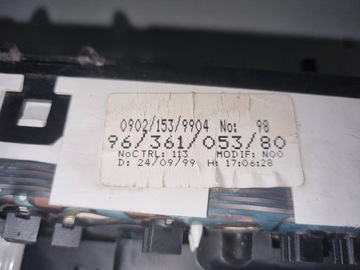 0902/153/9904 No: 98
96/361/053/80
NoCTRL: 113 MODIF: N00
D: 24/09/99 H: 17:06:28